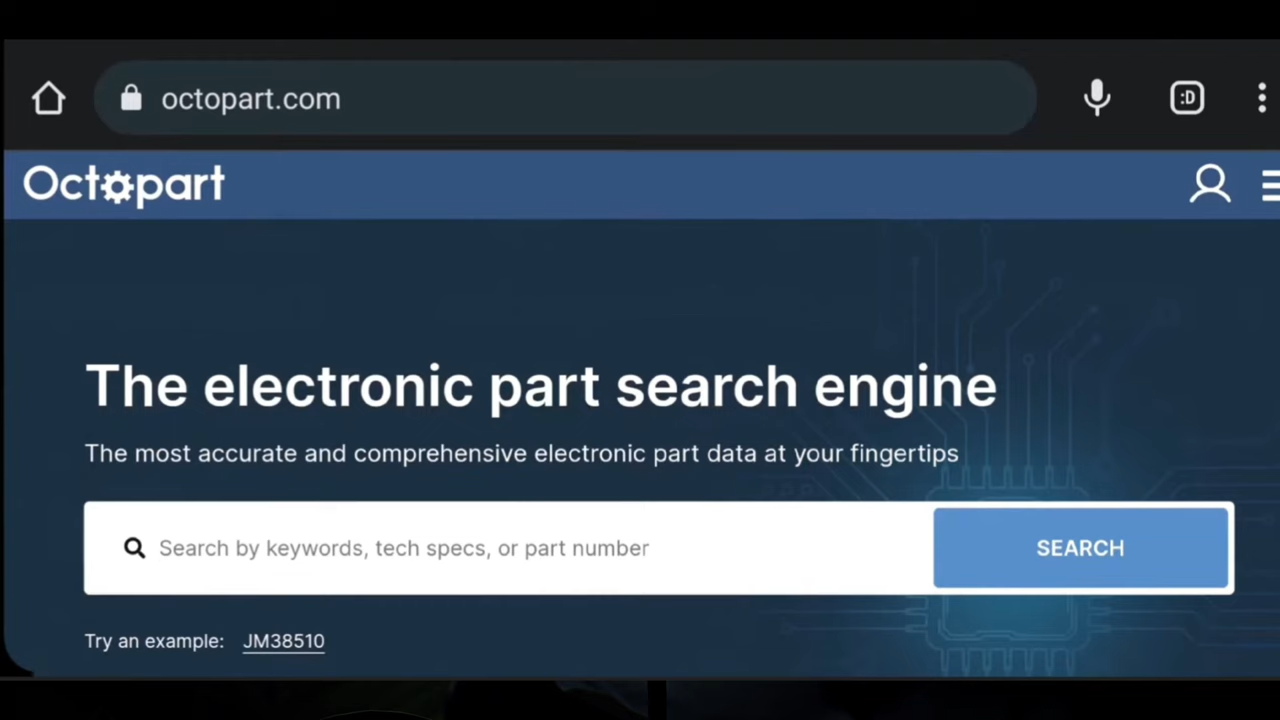 octopart.com
:D
Octopart
The electronic part search engine
The most accurate and comprehensive electronic part data at your fingertips
Search by keywords, tech specs, or part number
SEARCH
Try an example: JM38510